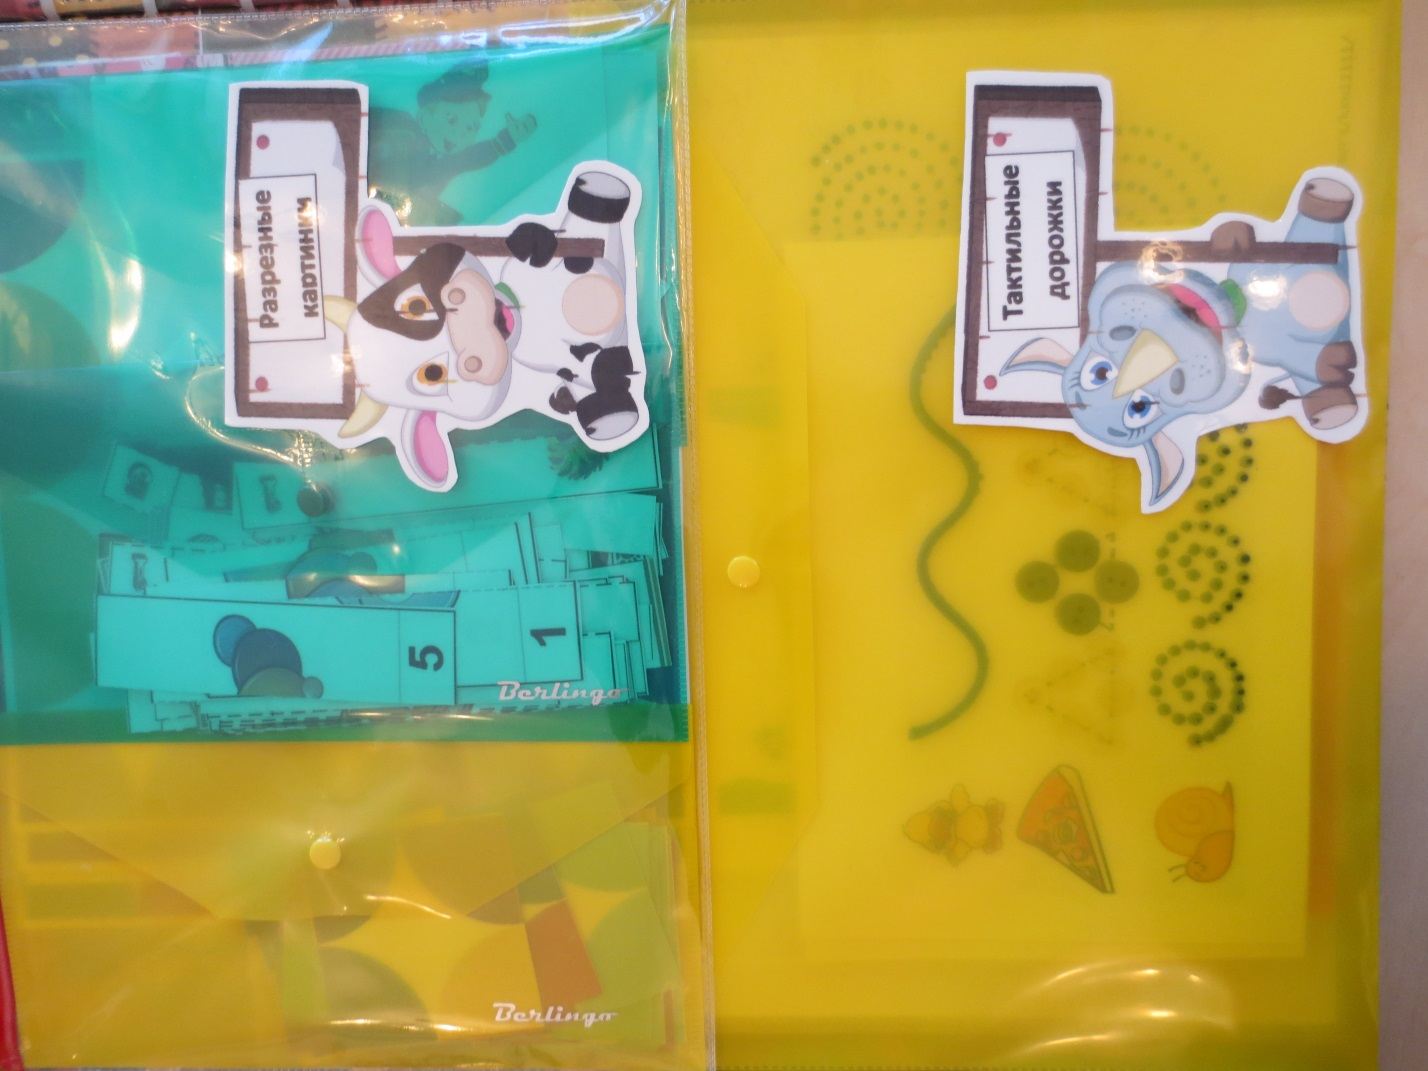 Разрезные
картинки
5
1
Berlingo
Berlingo
Тактильные
дорожки